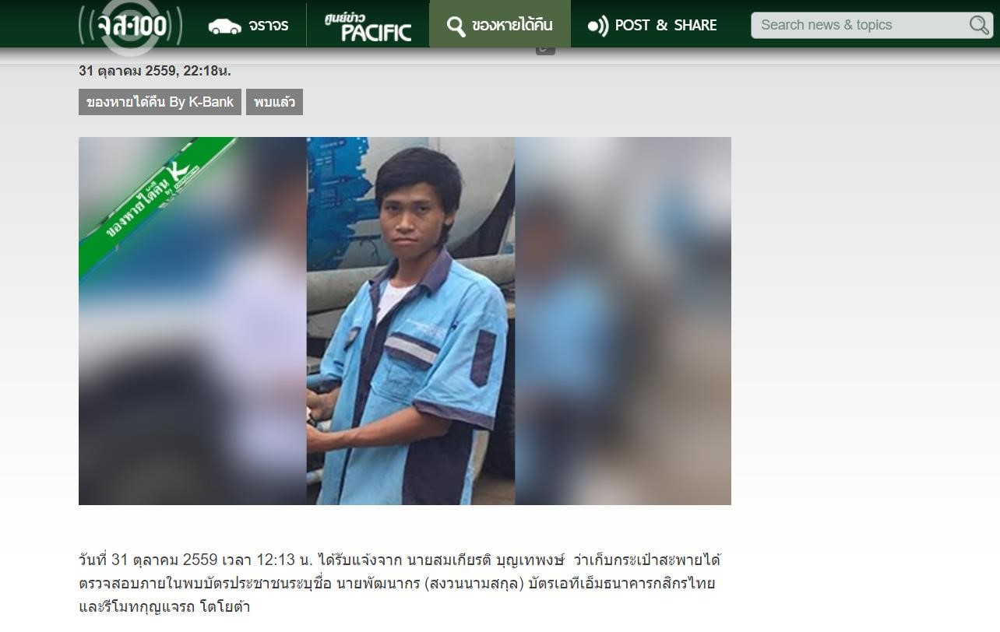 จส·100
จราจร
ศูนย์ข่าว
PACIFIC
ของหายได้คืน
POST & SHARE
Search news & topics
31 ตุลาคม 2559, 22:18น.
ของหายได้คืน By K-Bank
พบแล้ว
ของหายได้คืน
by K
วันที่ 31 ตุลาคม 2559 เวลา 12:13 น. ได้รับแจ้งจาก นายสมเกียรติ บุญเทพงษ์ ว่าเก็บกระเป๋าสะพายได้
ตรวจสอบภายในพบบัตรประชาชนระบุชื่อ นายพัฒนากร (สงวนนามสกุล) บัตรเอทีเอ็มธนาคารกสิกรไทย
และรีโมทกุญแจรถ โตโยต้า